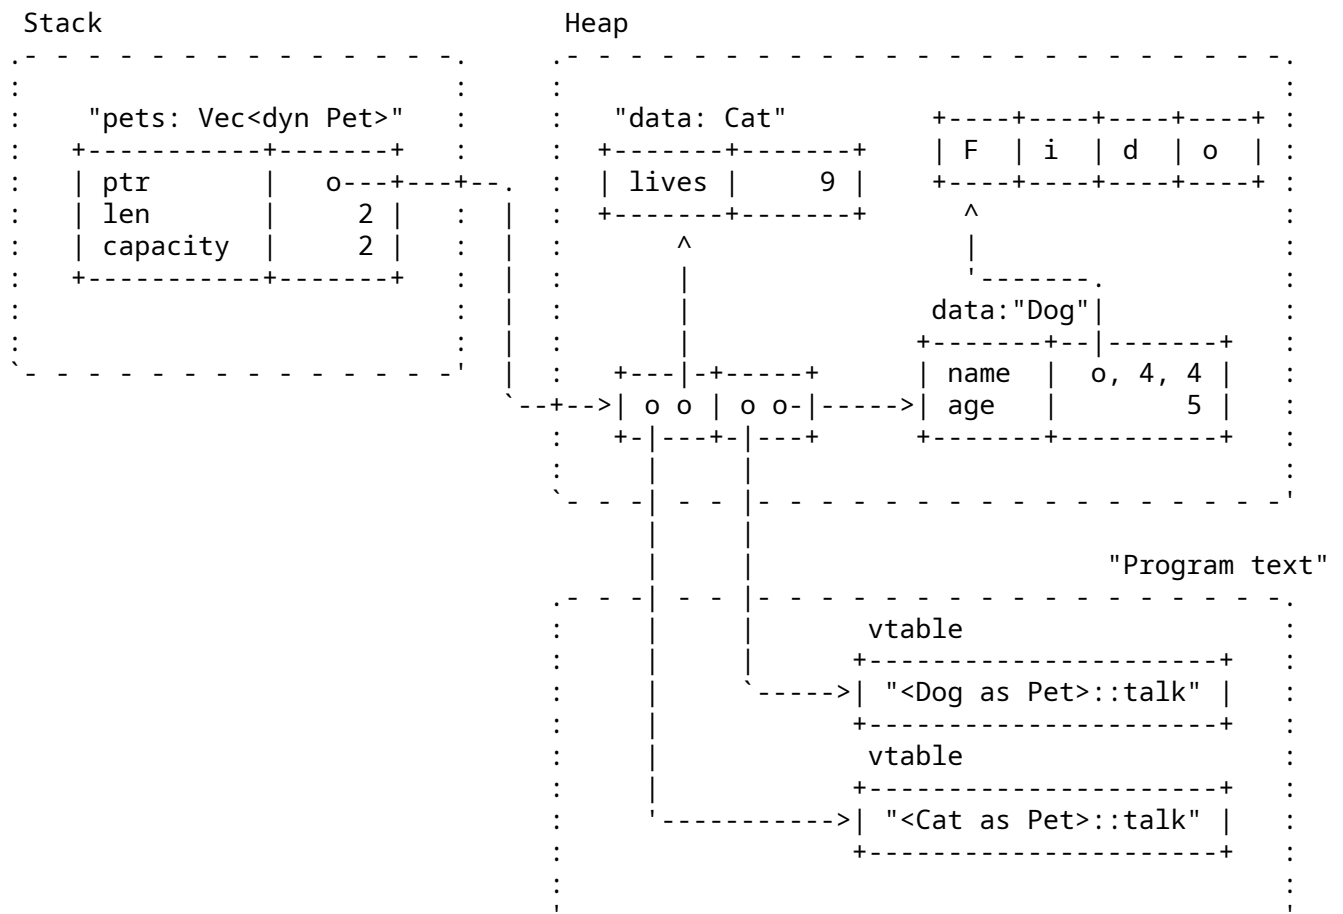 Stack
Heap
"pets: Vec<dyn Pet>"
ptr o
len 2
capacity 2
"data: Cat"
lives 9
F i d o
data:"Dog"
name o, 4, 4
age 5
o o o o
"Program text"
vtable
"<Dog as Pet>::talk"
vtable
"<Cat as Pet>::talk"